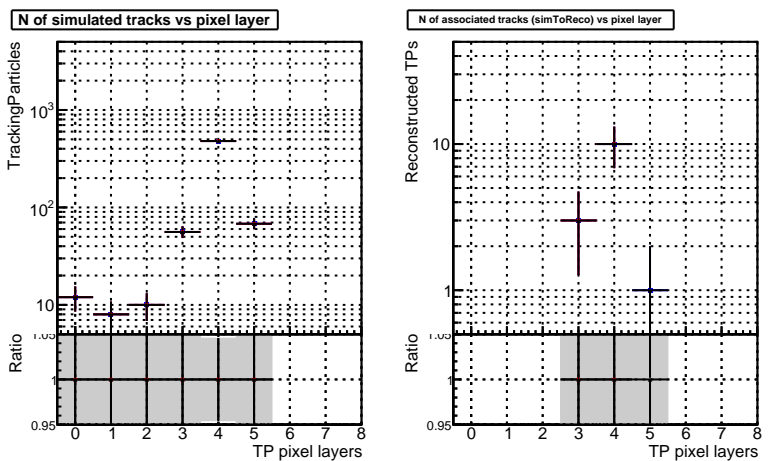 N of simulated tracks vs pixel layer
TrackingParticles
10³
10²
10
Ratio
1.05
1
0.95
0 1 2 3 4 5 6 7 8
TP pixel layers
N of associated tracks (simToReco) vs pixel layer
Reconstructed TPs
10
1
Ratio
1.05
1
0.95
0 1 2 3 4 5 6 7 8
TP pixel layers